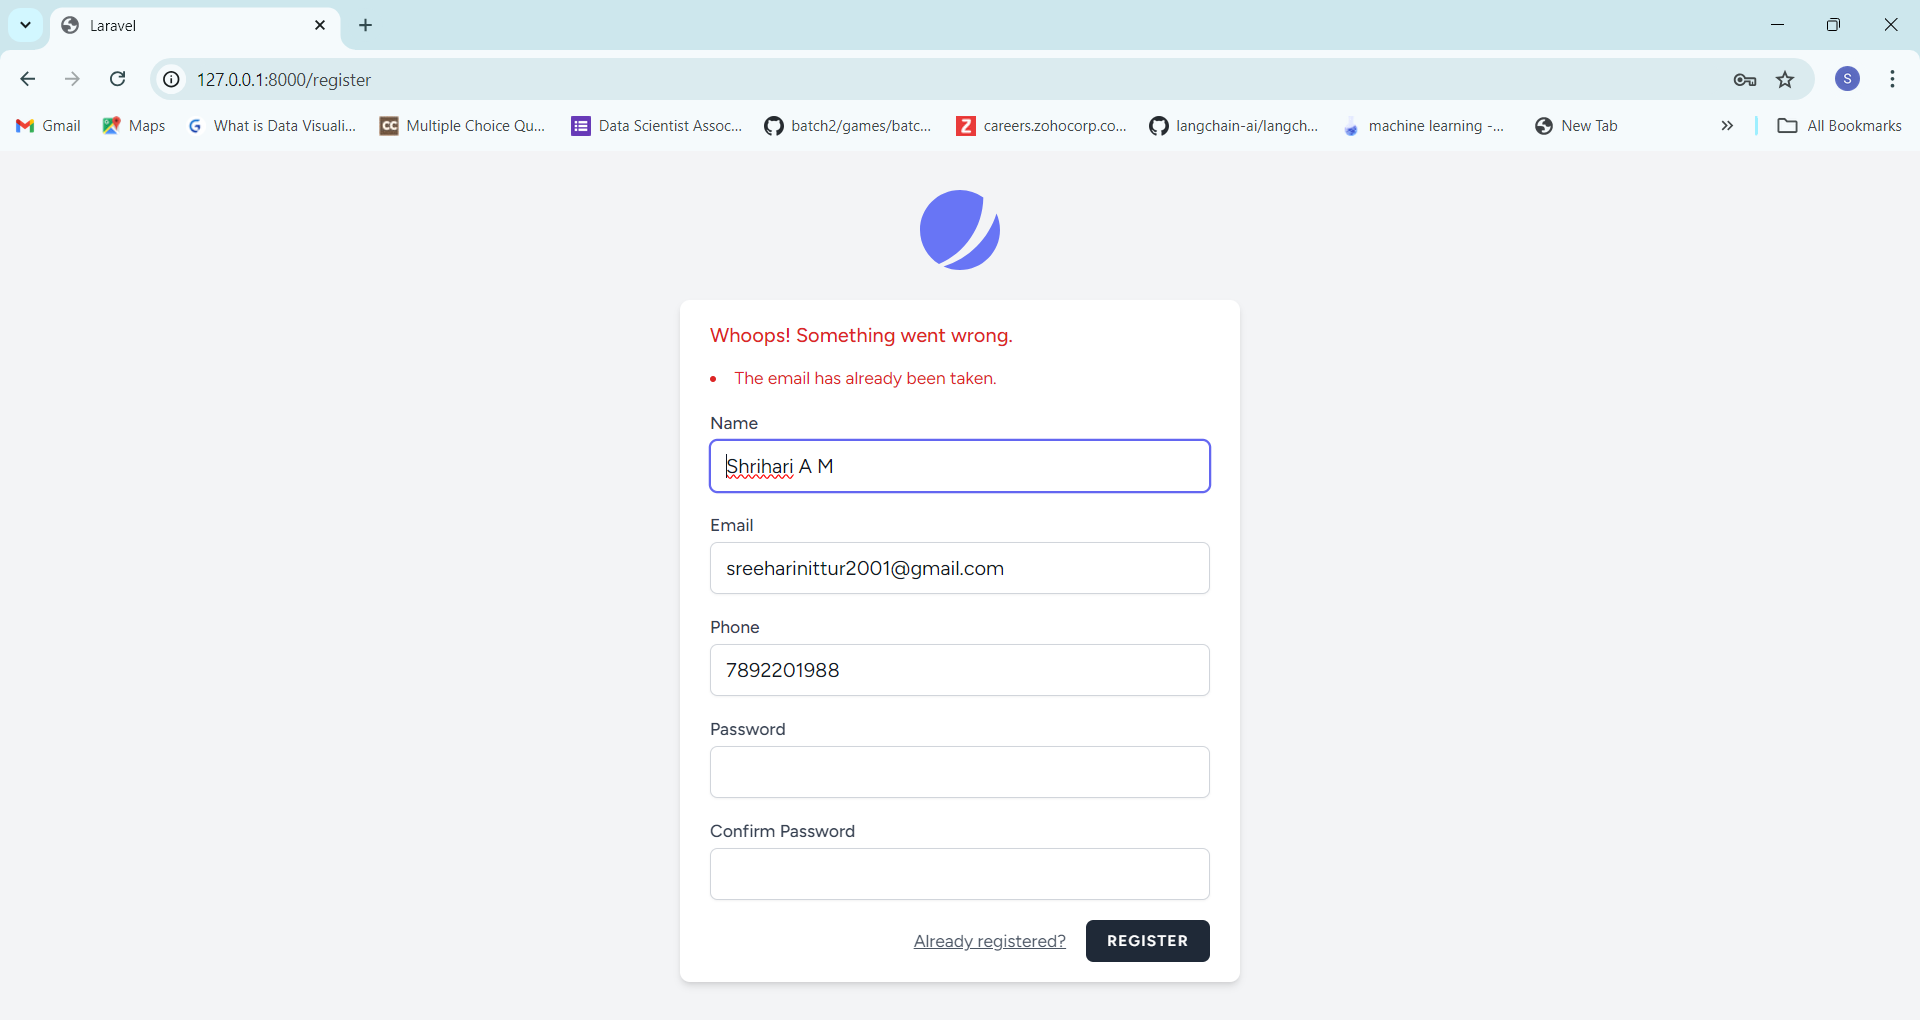 Laravel
127.0.0.1:8000/register
S
Gmail
Maps
What is Data Visuali...
Multiple Choice Qu...
Data Scientist Assoc...
batch2/games/batc...
careers.zohocorp.co...
langchain-ai/langch...
machine learning -...
New Tab
All Bookmarks
Whoops! Something went wrong.
The email has already been taken.
Name
Shrihari A M
Email
sreeharinittur2001@gmail.com
Phone
7892201988
Password
Confirm Password
Already registered?
REGISTER